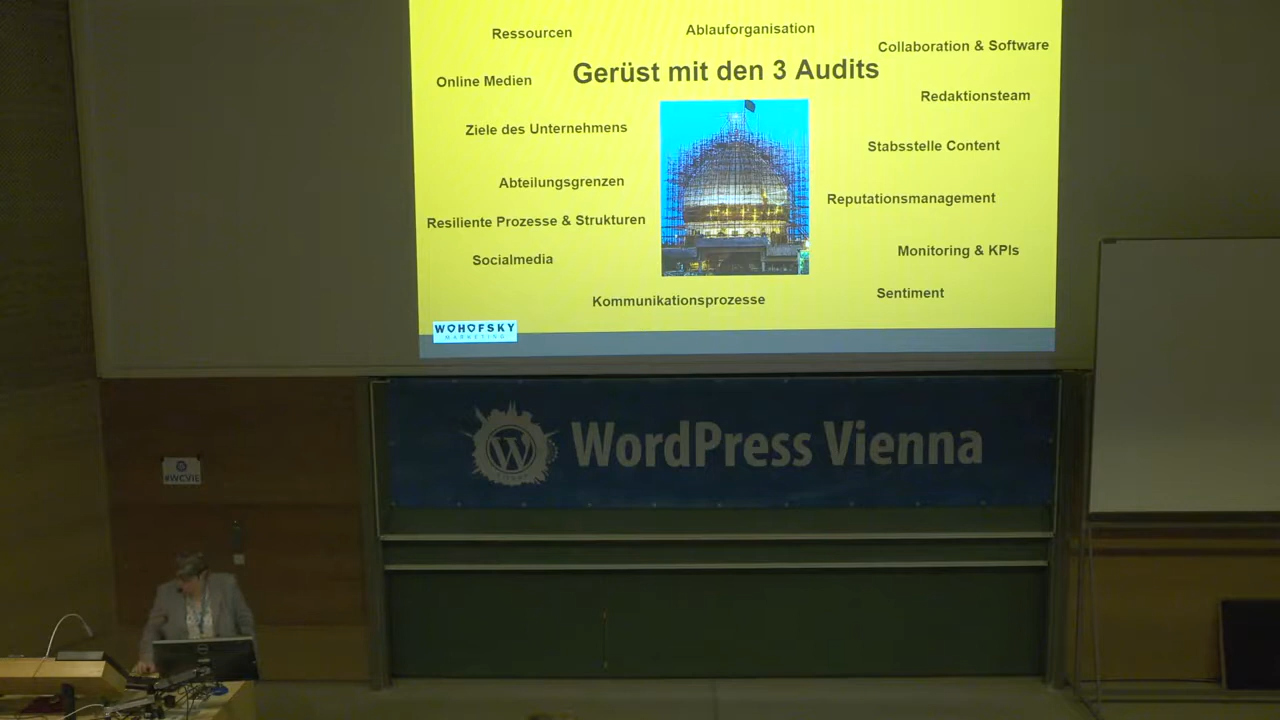 Ressourcen
Ablauforganisation
Collaboration & Software
Gerüst mit den 3 Audits
Online Medien
Redaktionsteam
Ziele des Unternehmens
Stabsstelle Content
Abteilungsgrenzen
Reputationsmanagement
Resiliente Prozesse & Strukturen
Monitoring & KPIs
Socialmedia
Sentiment
Kommunikationsprozesse
WOHOFSKY
MARKETING
WordPress Vienna
#WCVIE